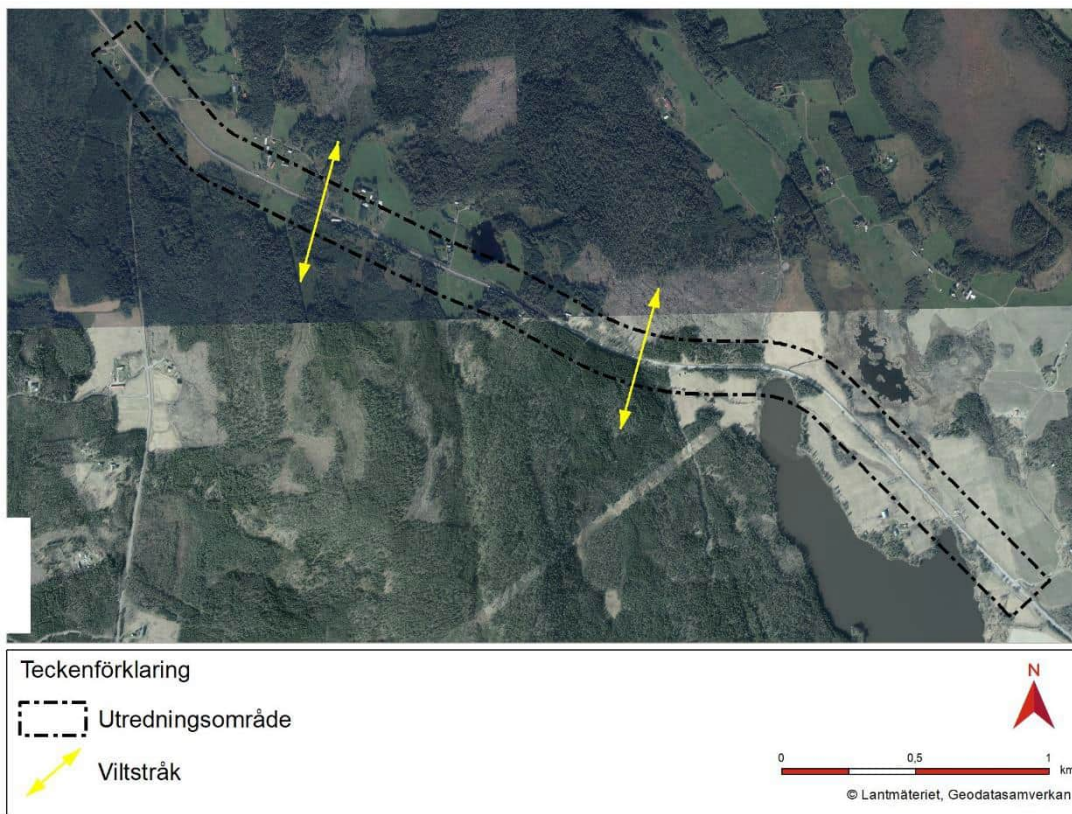 Teckenförklaring
Utredningsområde
Viltstråk
N
0 0,5 1
km
© Lantmäteriet, Geodatasamverkan